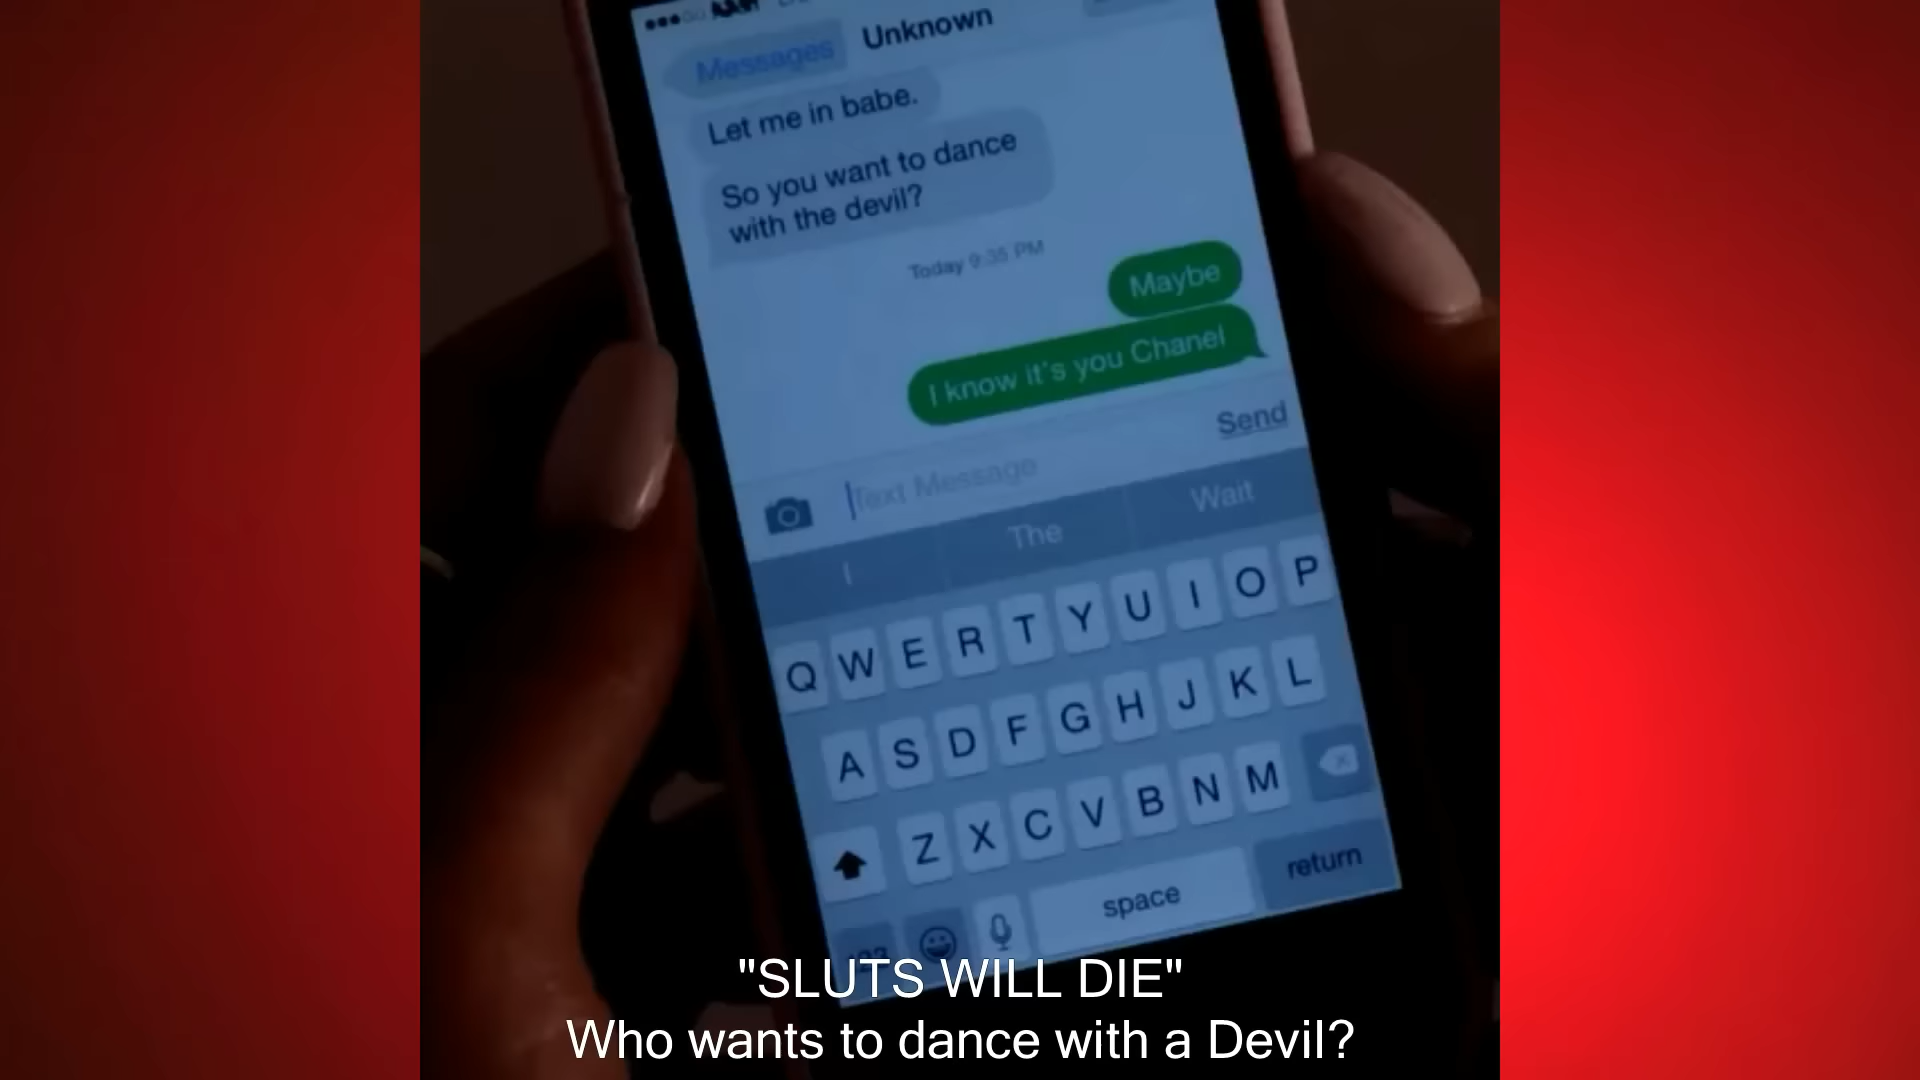 Messages
Unknown
Let me in babe.
So you want to dance
with the devil?
Today 9:35 PM
Maybe
I know it's you Chanel
Send
Text Message
I
The
Wait
Q W E R T Y U I O P
A S D F G H J K L
Z X C V B N M
123
space
return
"SLUTS WILL DIE"
Who wants to dance with a Devil?